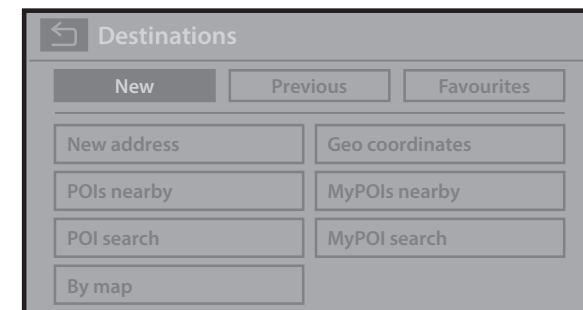 Destinations
New Previous Favourites
New address Geo coordinates
POIs nearby MyPOIs nearby
POI search MyPOI search
By map